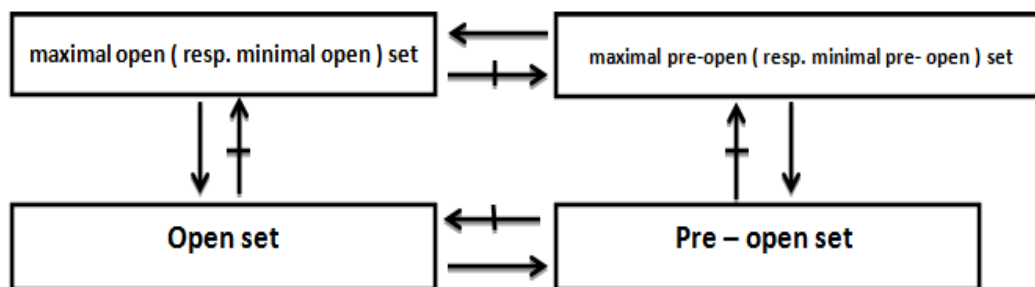 maximal open ( resp. minimal open ) set
maximal pre-open ( resp. minimal pre- open ) set
Open set
Pre – open set